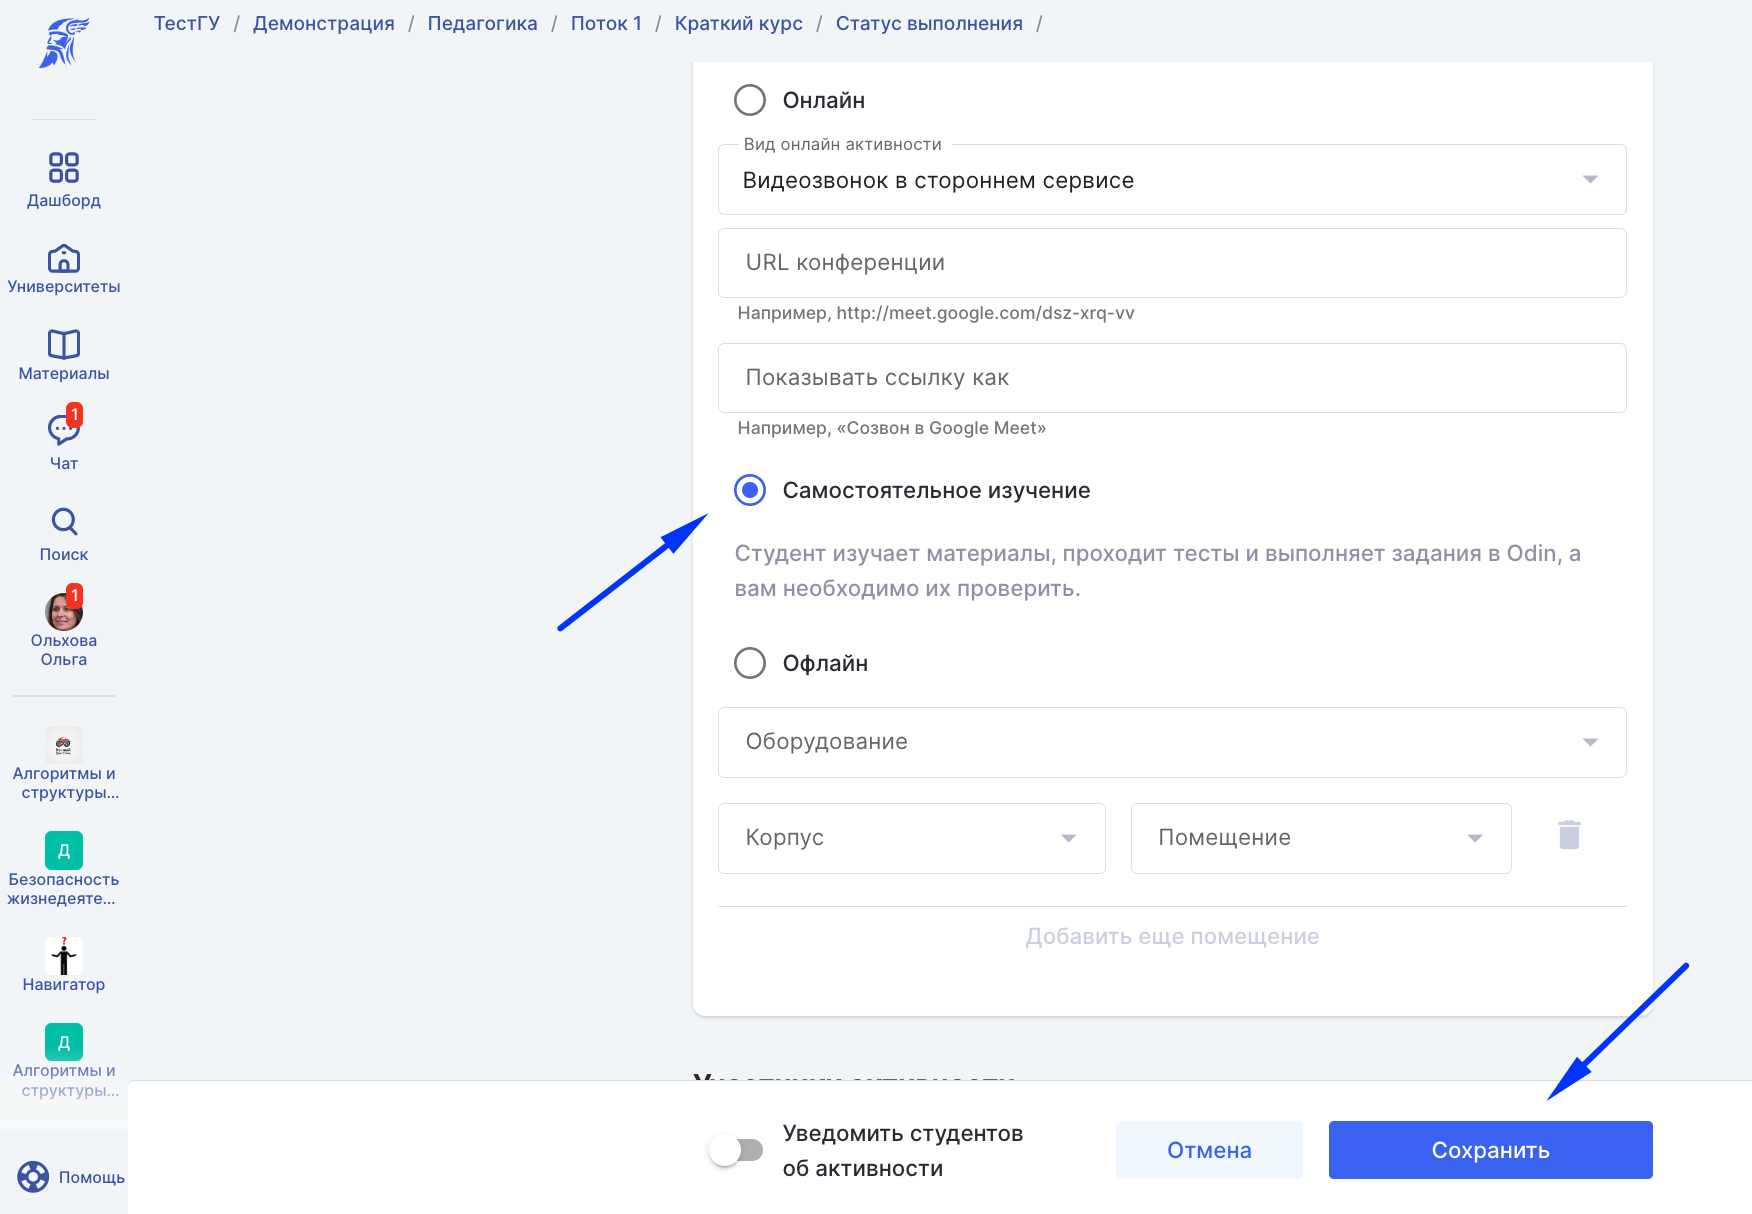 ТестГУ / Демонстрация / Педагогика / Поток 1 / Краткий курс / Статус выполнения /
Дашборд
Университеты
Материалы
1
Чат
Поиск
1
Ольхова
Ольга
Алгоритмы и
структуры...
Д
Безопасность
жизнедеяте...
?
Навигатор
Д
Алгоритмы и
структуры...
Помощь
Онлайн
Вид онлайн активности
Видеозвонок в стороннем сервисе
URL конференции
Например, http://meet.google.com/dsz-xrq-vv
Показывать ссылку как
Например, «Созвон в Google Meet»
Самостоятельное изучение
Студент изучает материалы, проходит тесты и выполняет задания в Odin, а
вам необходимо их проверить.
Офлайн
Оборудование
Корпус
Помещение
Добавить еще помещение
Участники активности
Уведомить студентов
об активности
Отмена
Сохранить